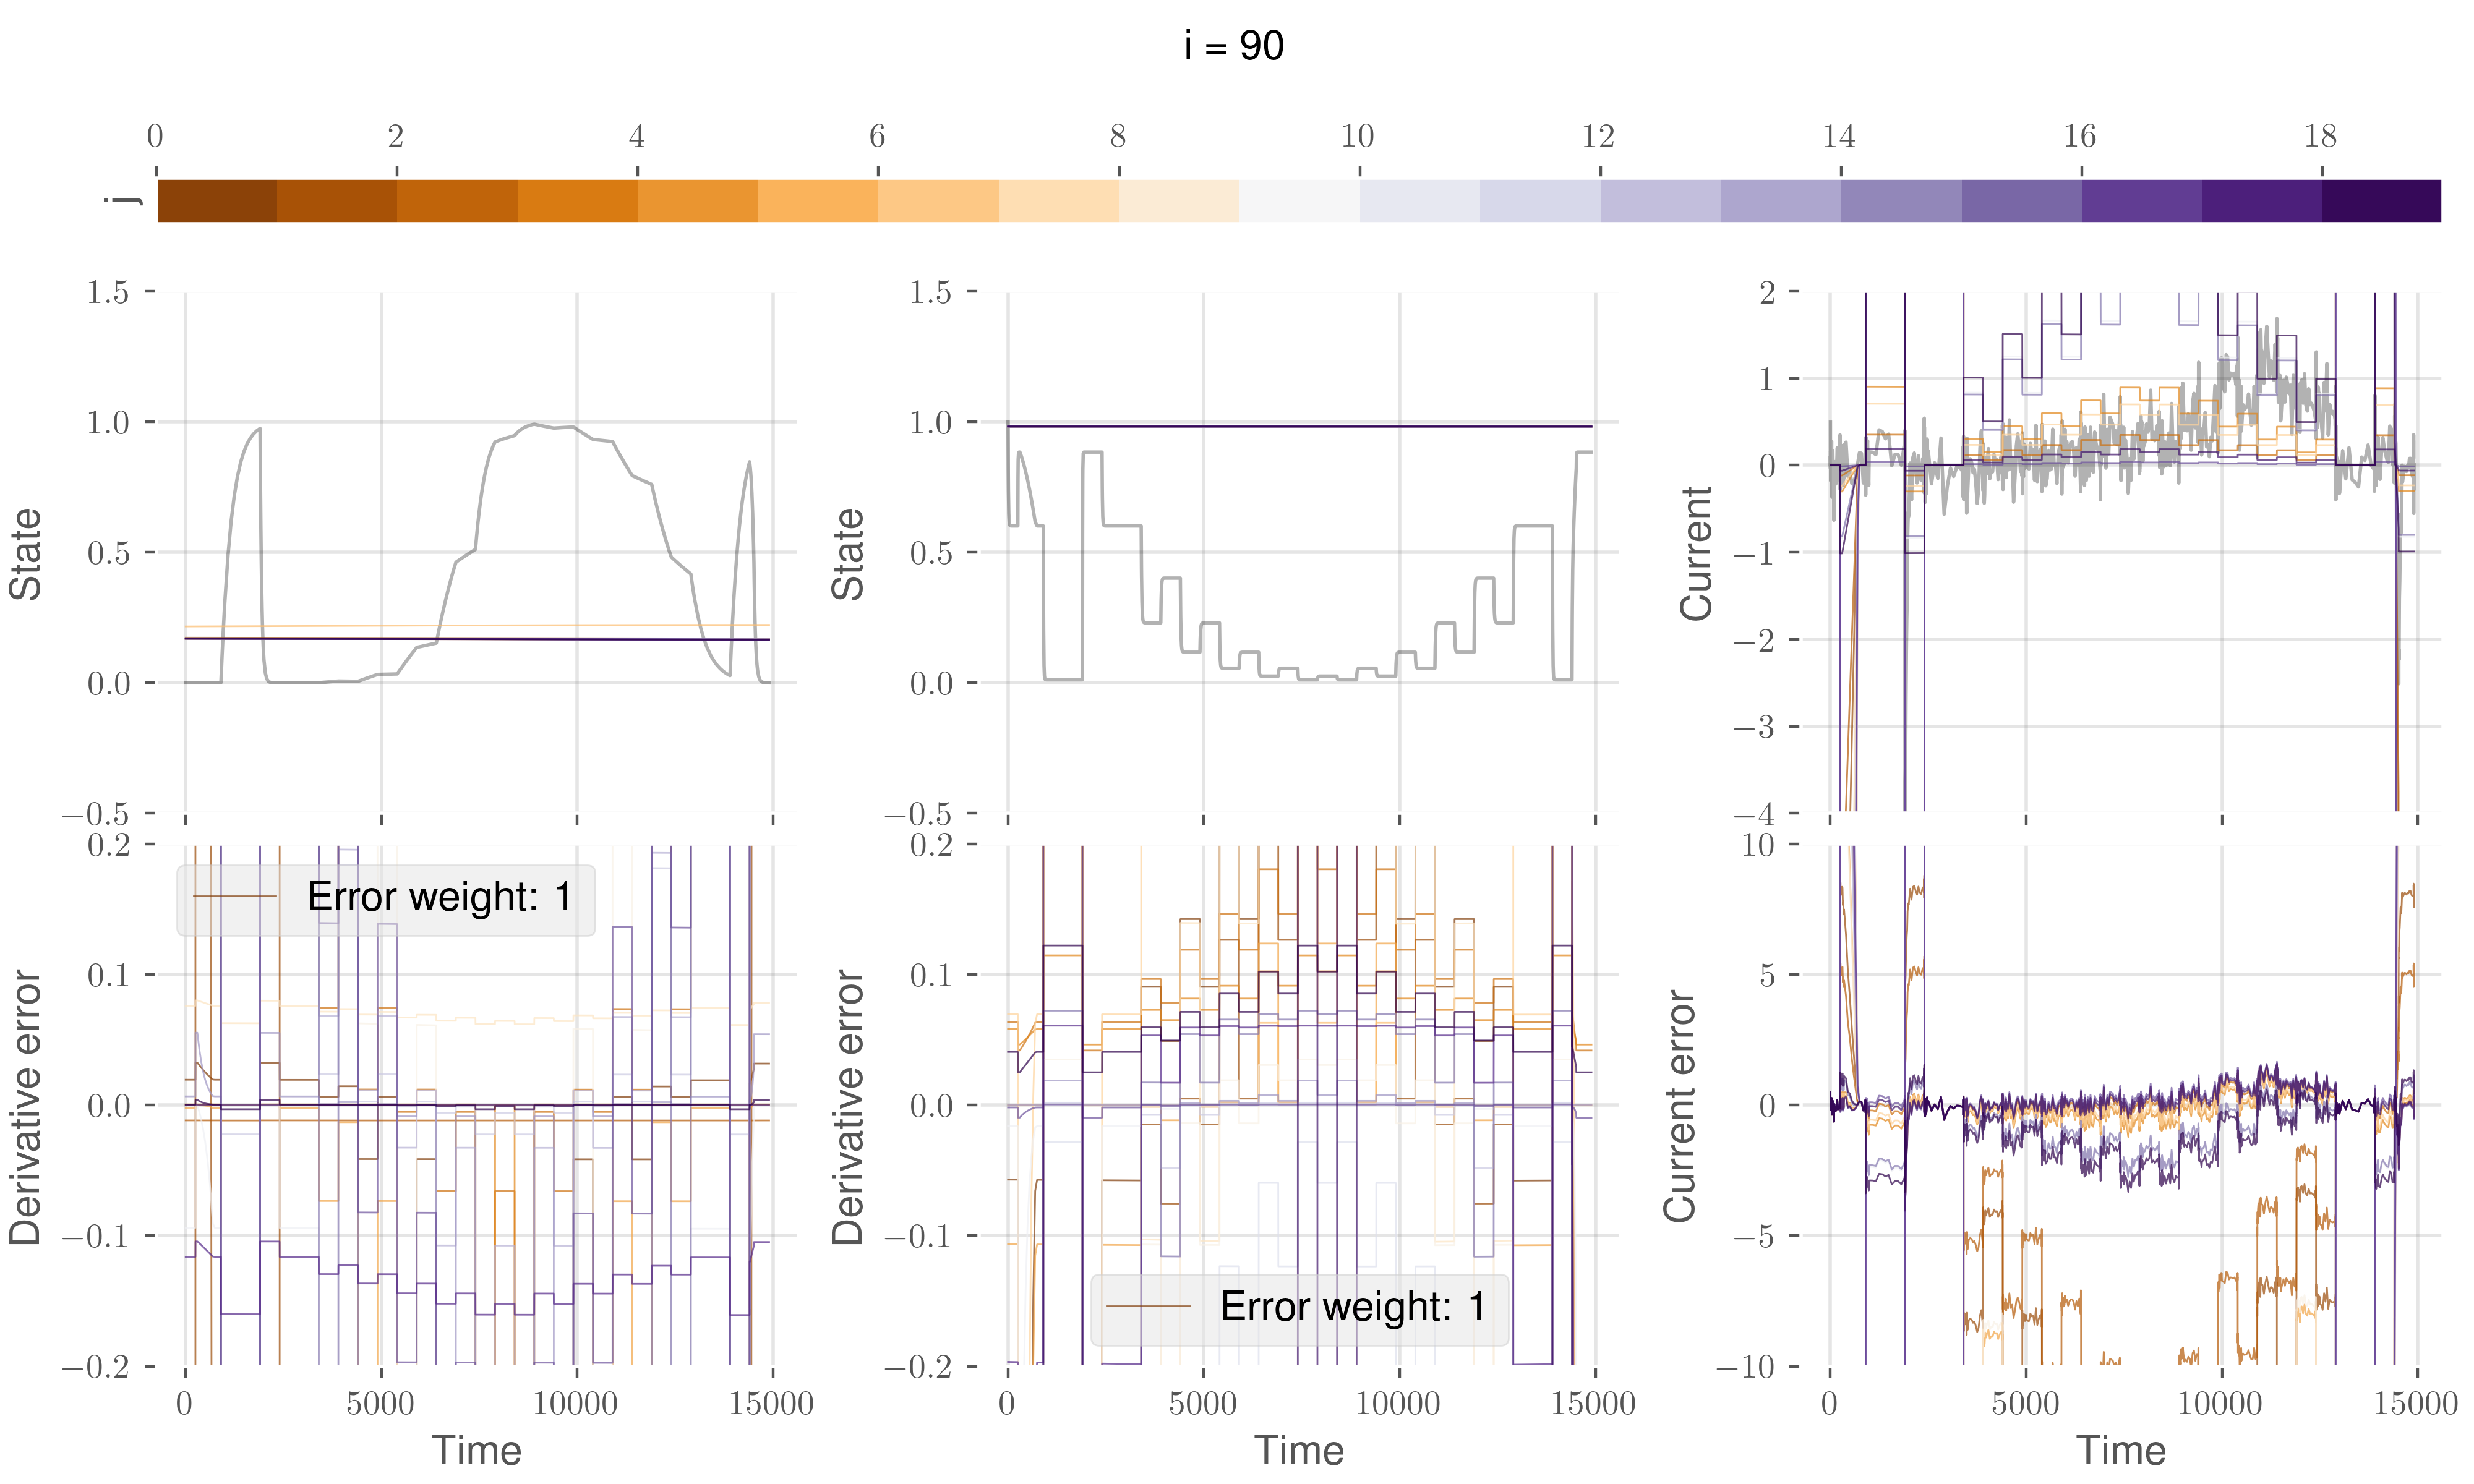 i = 90
0 2 4 6 8 10 12 14 16 18
j
1.5 1.5 2
1.0 1.0 1
0.5 0.5 0
0.0 0.0 −1
−0.5 −0.5 −2
−3
−4
State State Current
0.2 0.2 10
0.1 0.1 5
0.0 0.0 0
−0.1 −0.1 −5
−0.2 −0.2 −10
Derivative error Derivative error Current error
Error weight: 1
Error weight: 1
0 5000 10000 15000 0 5000 10000 15000 0 5000 10000 15000
Time Time Time